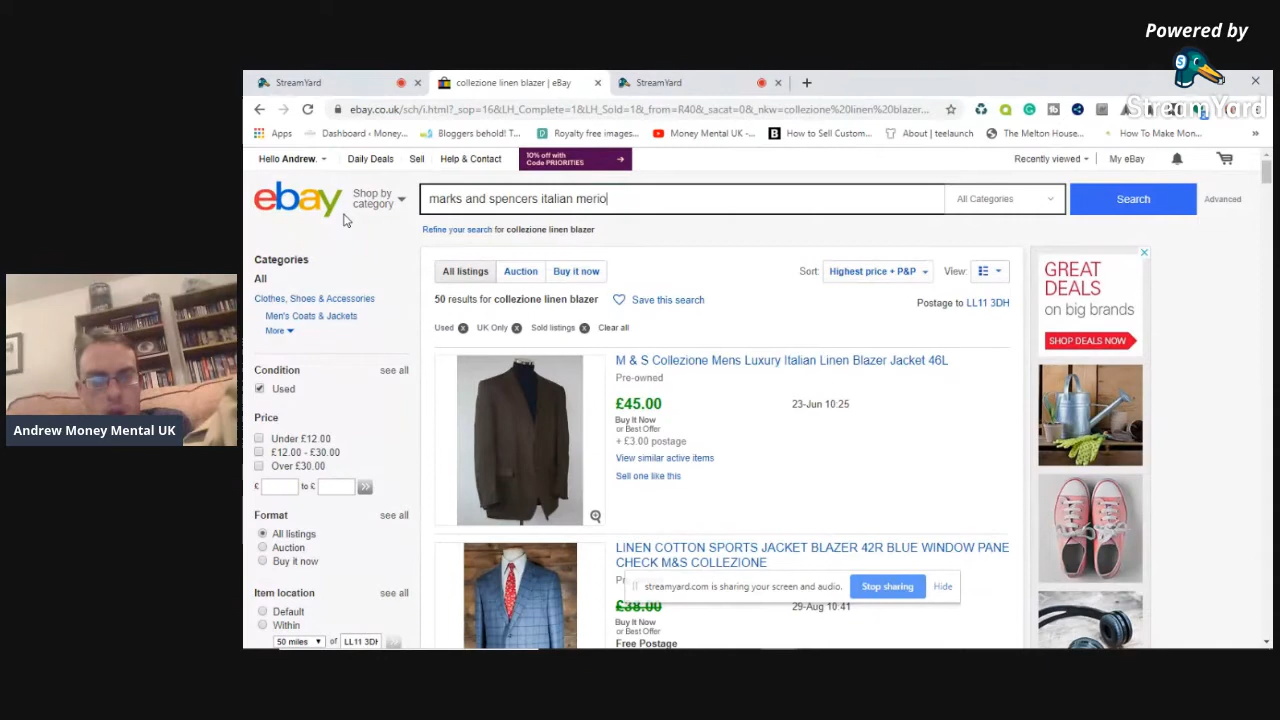 Powered by
StreamYard
StreamYard
collezione linen blazer | eBay
StreamYard
ebay.co.uk/sch/i.html?_sop=16&LH_Complete=1&LH_Sold=1&_from=R40&_sacat=0&_nkw=collezione%20linen%20blazer...
Apps
Dashboard ‹ Money...
Bloggers behold! T...
Royalty free images...
Money Mental UK -...
How to Sell Custom...
About | teelaunch
The Melton House...
How To Make Mon...
Hello Andrew.
Daily Deals
Sell
Help & Contact
10% off with
Code PRIORITIES
Recently viewed
My eBay
ebay
Shop by
category
marks and spencers italian merio
All Categories
Search
Advanced
Refine your search for collezione linen blazer
Categories
All
Clothes, Shoes & Accessories
Men's Coats & Jackets
More
Condition
see all
Used
Price
Under £12.00
£12.00 - £30.00
Over £30.00
£
to £
Format
see all
All listings
Auction
Buy it now
Item location
see all
Default
Within
50 miles
of
LL11 3DH
All listings
Auction
Buy it now
Sort:
Highest price + P&P
View:
50 results for collezione linen blazer
Save this search
Postage to LL11 3DH
Used
UK Only
Sold listings
Clear all
M & S Collezione Mens Luxury Italian Linen Blazer Jacket 46L
Pre-owned
£45.00
23-Jun 10:25
Buy It Now
or Best Offer
+ £3.00 postage
View similar active items
Sell one like this
LINEN COTTON SPORTS JACKET BLAZER 42R BLUE WINDOW PANE
CHECK M&S COLLEZIONE
streamyard.com is sharing your screen and audio.
Stop sharing
Hide
£38.00
29-Aug 10:41
Buy It Now
or Best Offer
Free Postage
GREAT
DEALS
on big brands
SHOP DEALS NOW
Andrew Money Mental UK